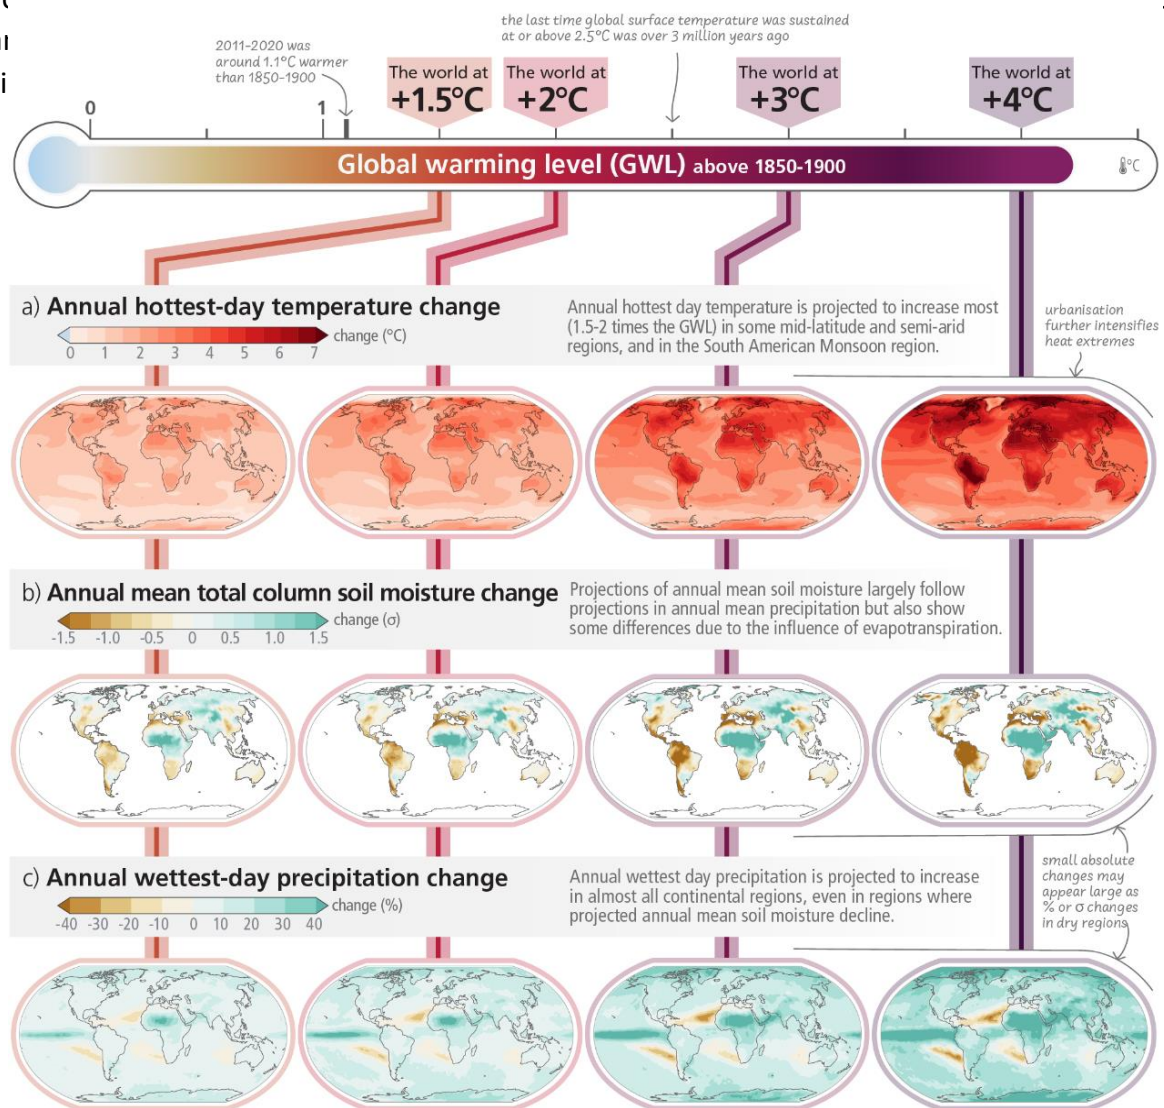 the last time global surface temperature was sustained
at or above 2.5°C was over 3 million years ago
2011-2020 was
around 1.1°C warmer
than 1850-1900
The world at
+1.5°C
The world at
+2°C
The world at
+3°C
The world at
+4°C
0 1
Global warming level (GWL) above 1850-1900
°C
a) Annual hottest-day temperature change
change (°C)
0 1 2 3 4 5 6 7
Annual hottest day temperature is projected to increase most
(1.5-2 times the GWL) in some mid-latitude and semi-arid
regions, and in the South American Monsoon region.
urbanisation
further intensifies
heat extremes
b) Annual mean total column soil moisture change
change (σ)
-1.5 -1.0 -0.5 0 0.5 1.0 1.5
Projections of annual mean soil moisture largely follow
projections in annual mean precipitation but also show
some differences due to the influence of evapotranspiration.
c) Annual wettest-day precipitation change
change (%)
-40 -30 -20 -10 0 10 20 30 40
Annual wettest day precipitation is projected to increase
in almost all continental regions, even in regions where
projected annual mean soil moisture decline.
small absolute
changes may
appear large as
% or σ changes
in dry regions